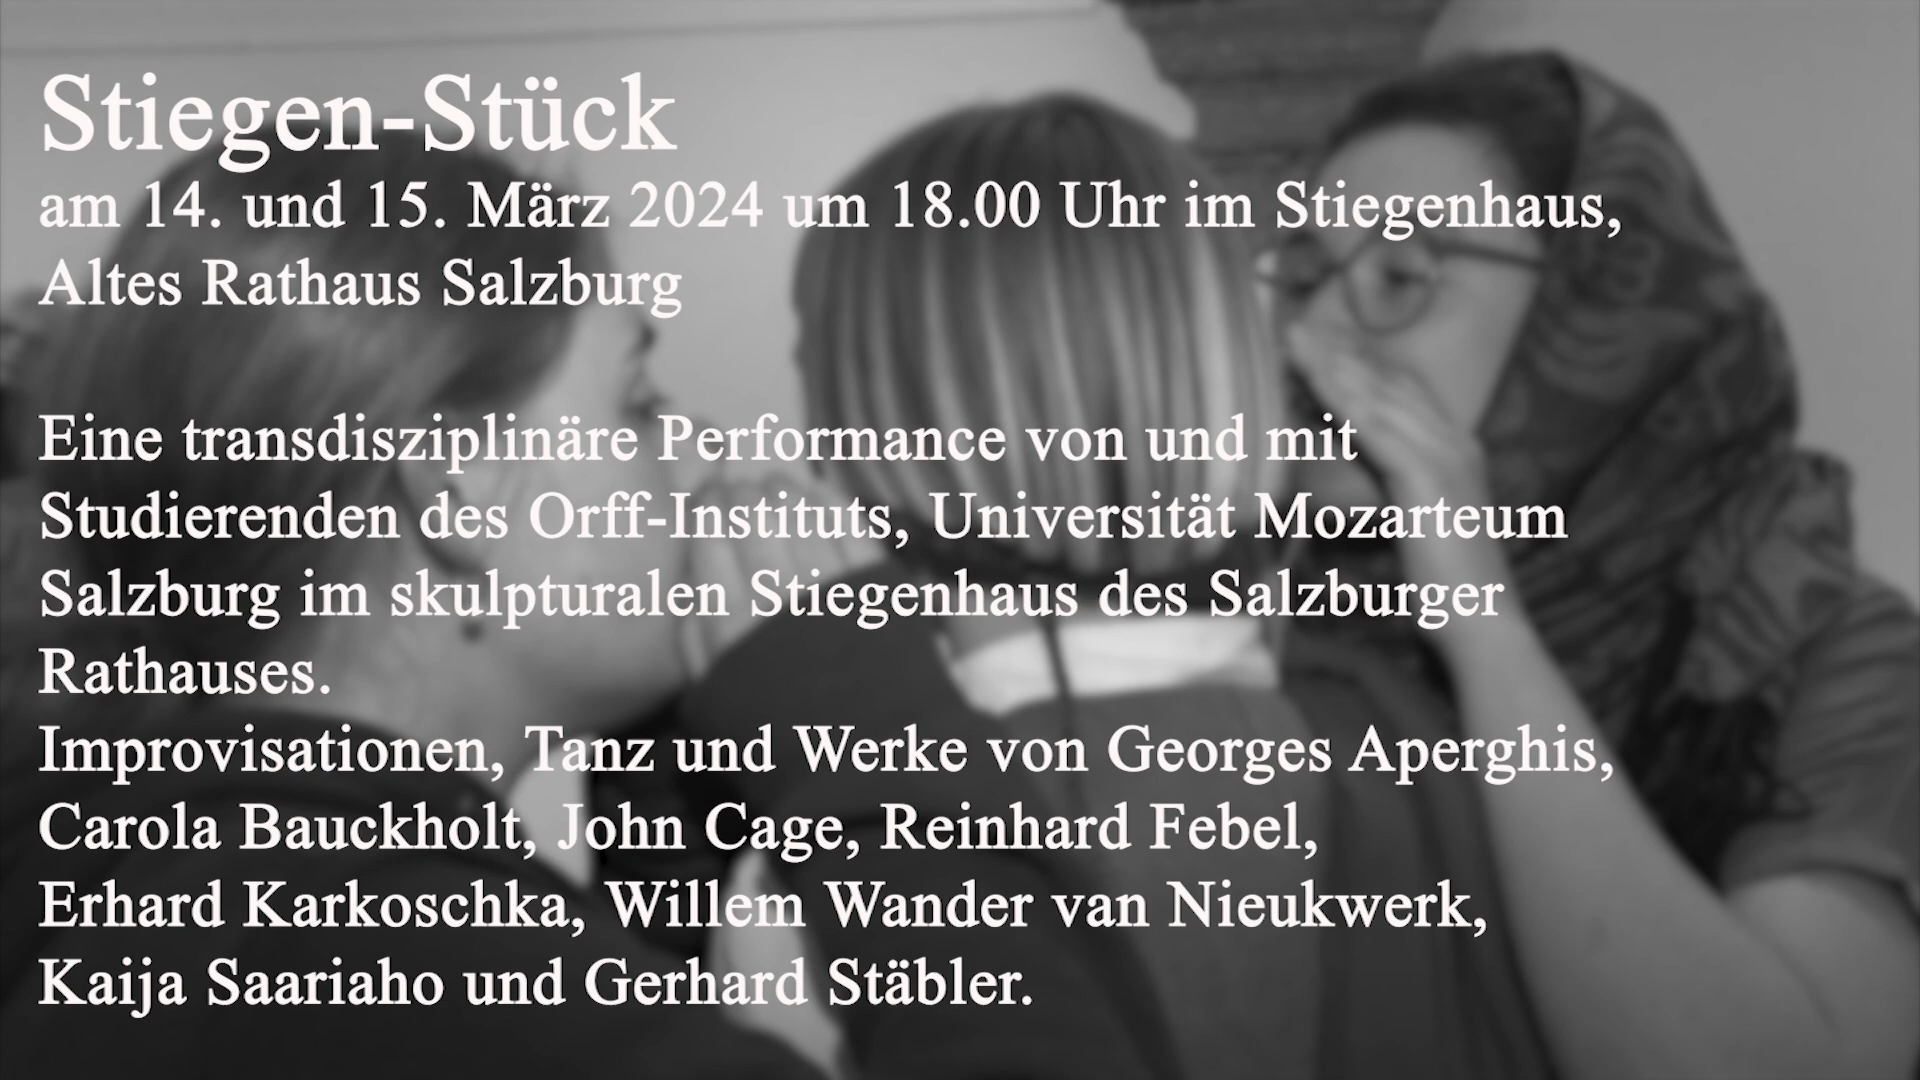 Stiegen-Stück
am 14. und 15. März 2024 um 18.00 Uhr im Stiegenhaus,
Altes Rathaus Salzburg
Eine transdisziplinäre Performance von und mit
Studierenden des Orff-Instituts, Universität Mozarteum
Salzburg im skulpturalen Stiegenhaus des Salzburger
Rathauses.
Improvisationen, Tanz und Werke von Georges Aperghis,
Carola Bauckholt, John Cage, Reinhard Febel,
Erhard Karkoschka, Willem Wander van Nieukwerk,
Kaija Saariaho und Gerhard Stäbler.